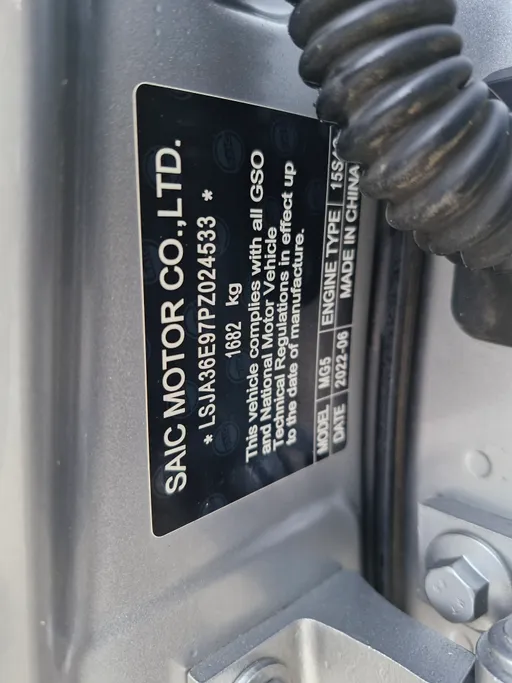 SAIC MOTOR CO.,LTD.
* LSJA36E97PZ024533 *
1682 kg
This vehicle complies with all GSO
and National Motor Vehicle
Technical Regulations in effect up
to the date of manufacture.
MODEL MG5 ENGINE TYPE
DATE 2022-06 MADE IN CHINA